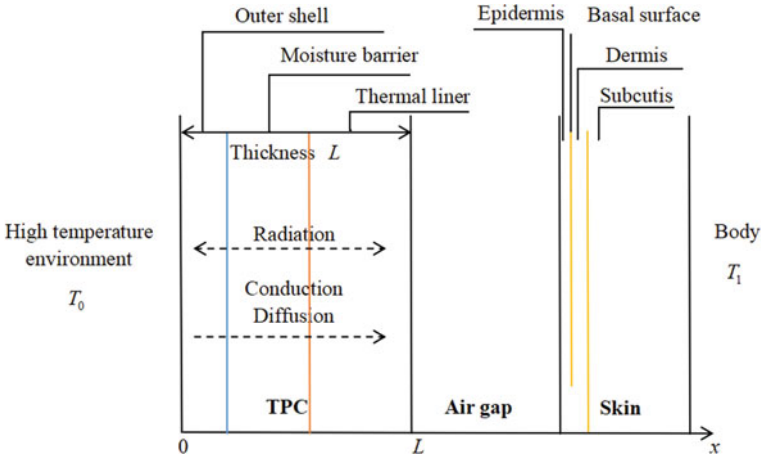 Outer shell
Epidermis
Basal surface
Moisture barrier
Dermis
Thermal liner
Subcutis
Thickness L
High temperature
environment
T₀
Radiation
Conduction
Diffusion
Body
T₁
TPC
Air gap
Skin
0
L
x